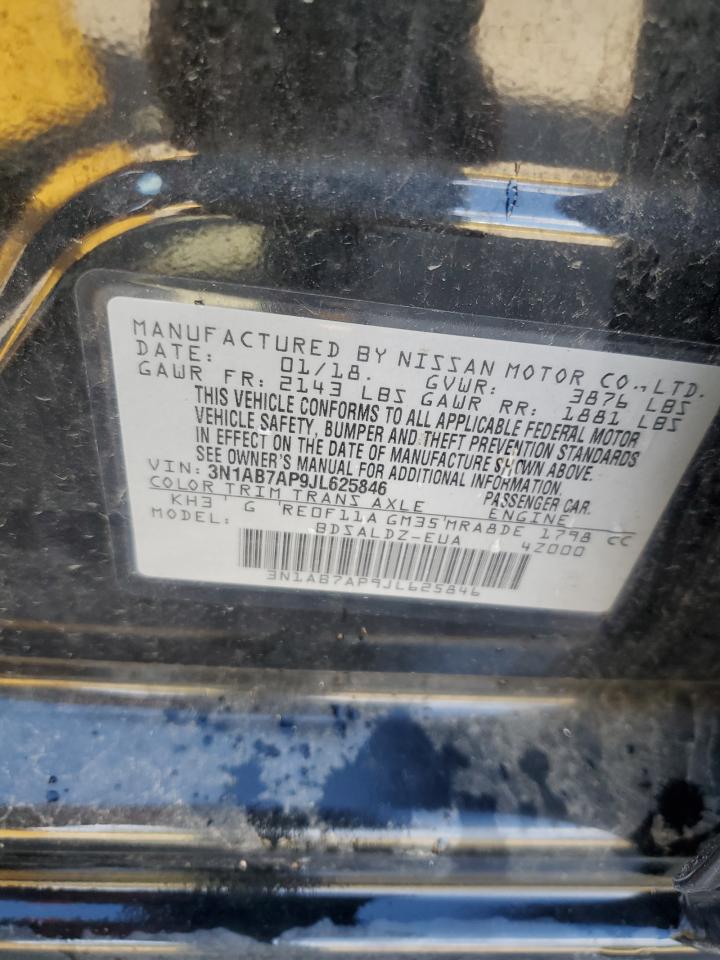 MANUFACTURED BY NISSAN MOTOR CO., LTD.
DATE: 01/18. GVWR: 3876 LBS
GAWR FR: 2143 LBS GAWR RR: 1881 LBS
THIS VEHICLE CONFORMS TO ALL APPLICABLE FEDERAL MOTOR
VEHICLE SAFETY, BUMPER AND THEFT PREVENTION STANDARDS
IN EFFECT ON THE DATE OF MANUFACTURE SHOWN ABOVE.
SEE OWNER'S MANUAL FOR ADDITIONAL INFORMATION.
VIN: 3N1AB7AP9JL625846 PASSENGER CAR.
COLOR TRIM TRANS AXLE ENGINE
KH3 G RE0F11A GM35 MRA8DE 1798 CC
MODEL: BDSALDZ-EUA 4Z000
3N1AB7AP9JL625846